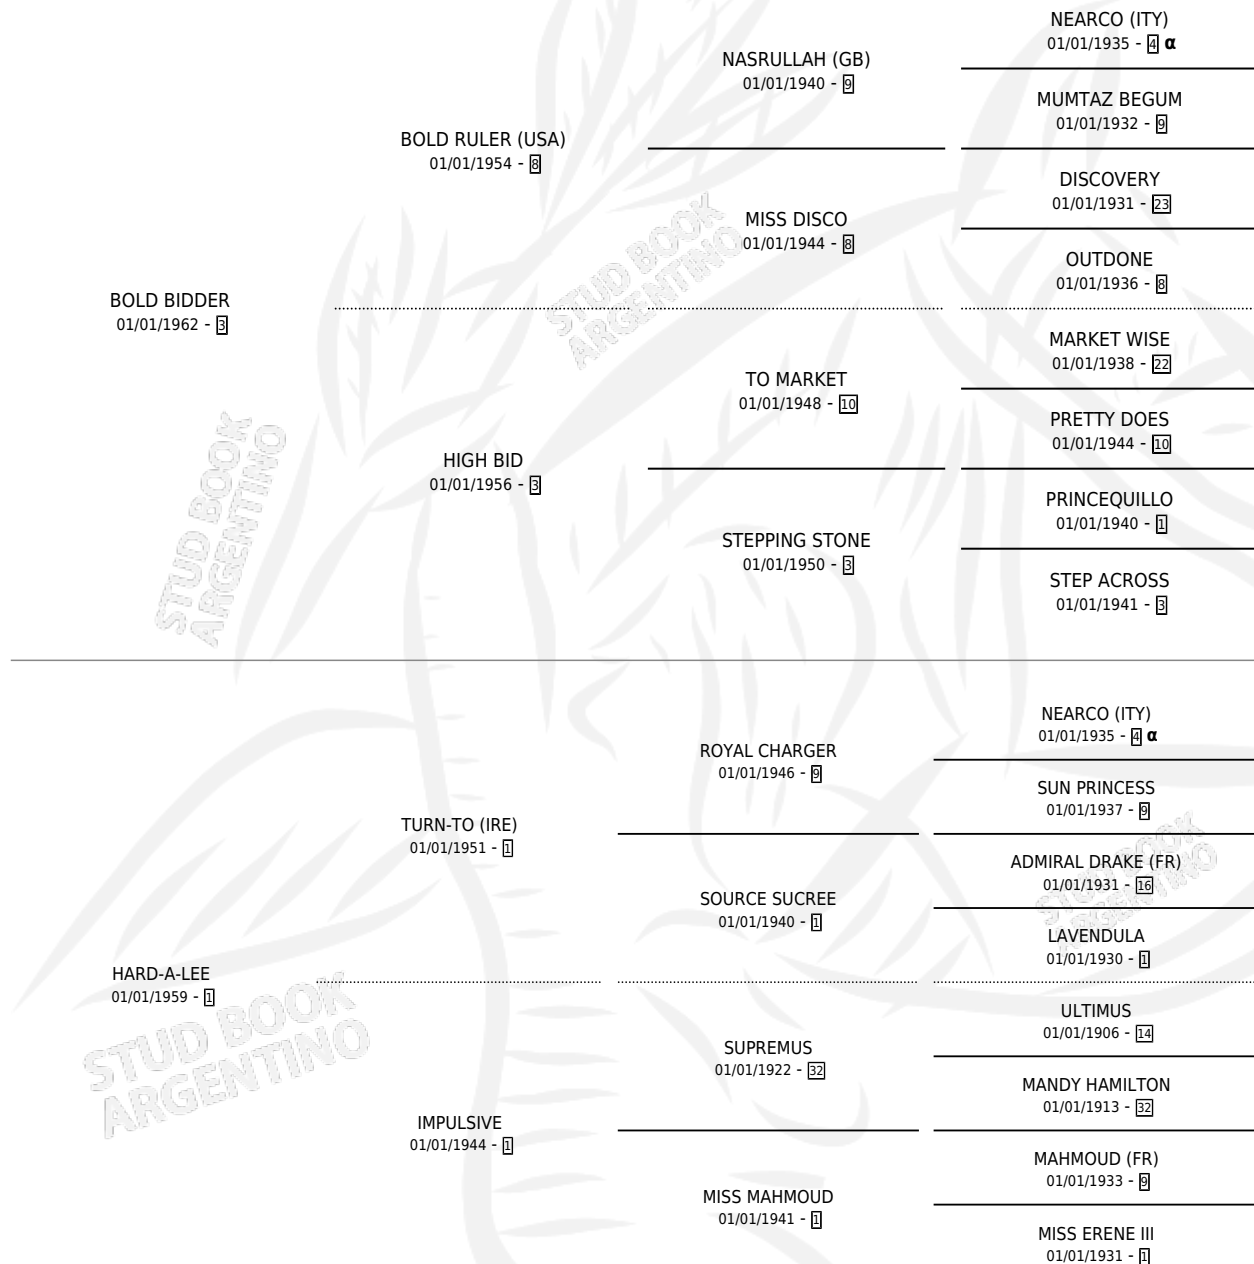 NEARCO (ITY)
01/01/1935 - 4 α
NASRULLAH (GB)
01/01/1940 - 9
MUMTAZ BEGUM
01/01/1932 - 9
BOLD RULER (USA)
01/01/1954 - 8
DISCOVERY
01/01/1931 - 23
MISS DISCO
01/01/1944 - 8
OUTDONE
01/01/1936 - 8
BOLD BIDDER
01/01/1962 - 3
MARKET WISE
01/01/1938 - 22
TO MARKET
01/01/1948 - 10
PRETTY DOES
01/01/1944 - 10
HIGH BID
01/01/1956 - 3
PRINCEQUILLO
01/01/1940 - 1
STEPPING STONE
01/01/1950 - 3
STEP ACROSS
01/01/1941 - 3
NEARCO (ITY)
01/01/1935 - 4 α
ROYAL CHARGER
01/01/1946 - 9
SUN PRINCESS
01/01/1937 - 9
TURN-TO (IRE)
01/01/1951 - 1
ADMIRAL DRAKE (FR)
01/01/1931 - 16
SOURCE SUCREE
01/01/1940 - 1
LAVENDULA
01/01/1930 - 1
HARD-A-LEE
01/01/1959 - 1
ULTIMUS
01/01/1906 - 14
SUPREMUS
01/01/1922 - 32
MANDY HAMILTON
01/01/1913 - 32
IMPULSIVE
01/01/1944 - 1
MAHMOUD (FR)
01/01/1933 - 9
MISS MAHMOUD
01/01/1941 - 1
MISS ERENE III
01/01/1931 - 1
STUD BOOK
ARGENTINO
STUD BOOK
ARGENTINO
STUD BOOK
ARGENTINO
STUD BOOK
ARGENTINO